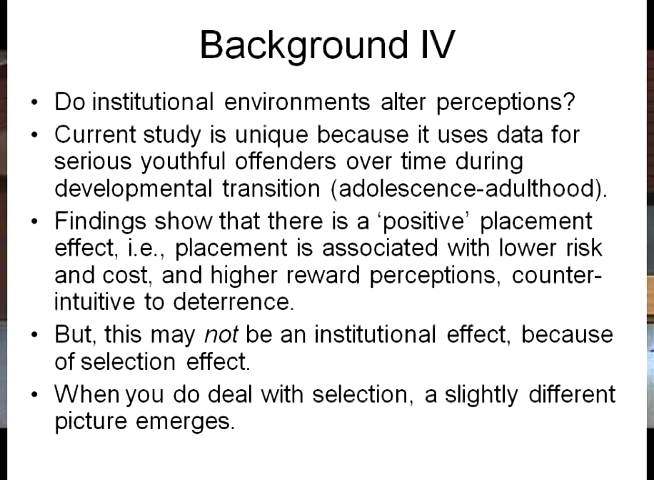 Background IV
• Do institutional environments alter perceptions?
• Current study is unique because it uses data for
serious youthful offenders over time during
developmental transition (adolescence-adulthood).
• Findings show that there is a ‘positive’ placement
effect, i.e., placement is associated with lower risk
and cost, and higher reward perceptions, counter-
intuitive to deterrence.
• But, this may not be an institutional effect, because
of selection effect.
• When you do deal with selection, a slightly different
picture emerges.